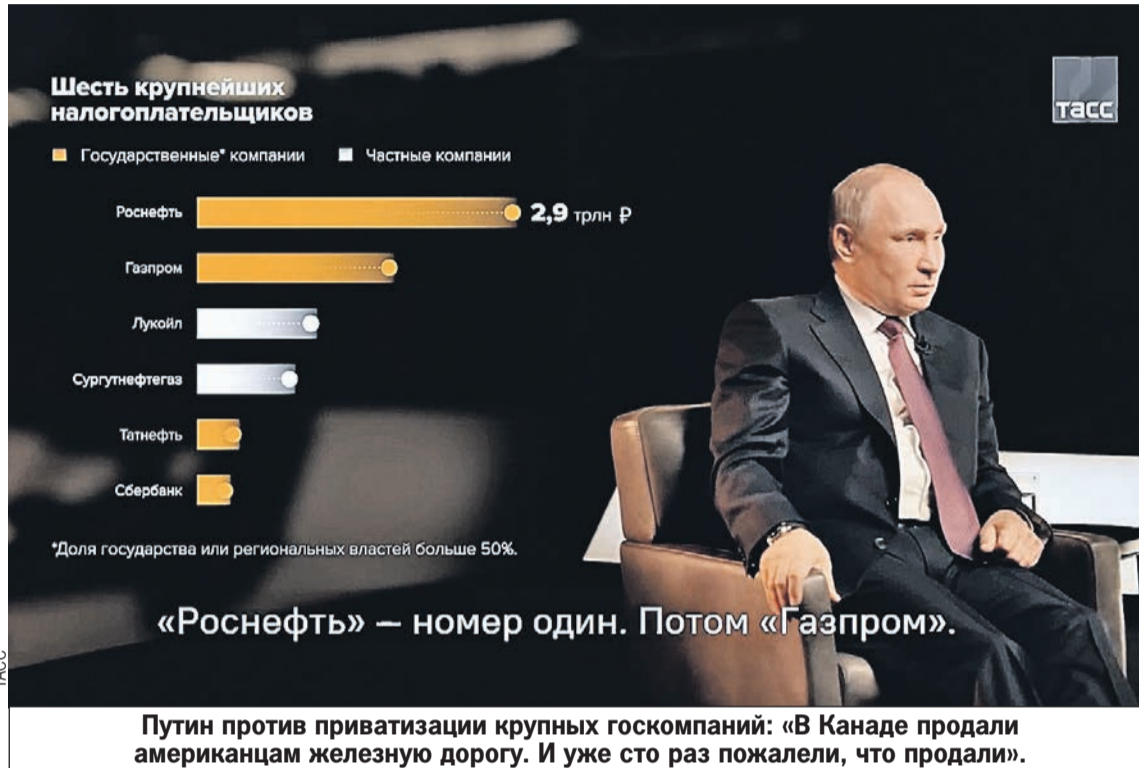 Шесть крупнейших
налогоплательщиков
тасс
Государственные* компании
Частные компании
Роснефть
2,9 трлн ₽
Газпром
Лукойл
Сургутнефтегаз
Татнефть
Сбербанк
*Доля государства или региональных властей больше 50%.
«Роснефть» – номер один. Потом «Газпром».
ТАСС
Путин против приватизации крупных госкомпаний: «В Канаде продали
американцам железную дорогу. И уже сто раз пожалели, что продали».